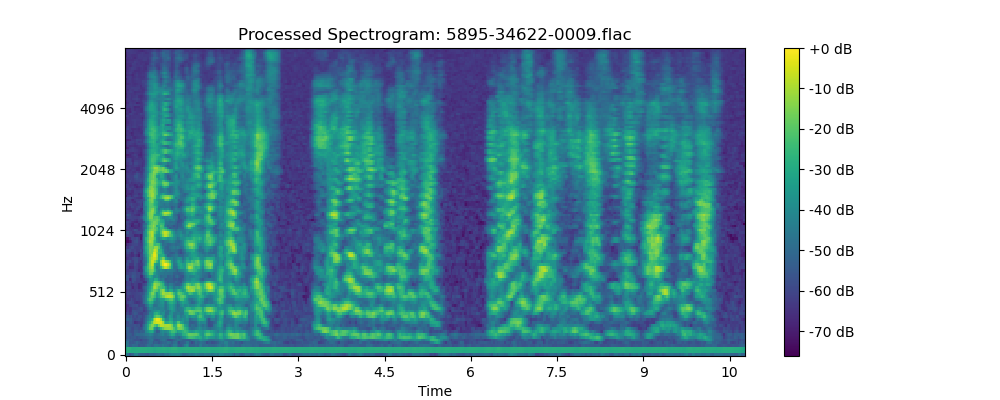 Processed Spectrogram: 5895-34622-0009.flac
+0 dB
4096
-10 dB
-20 dB
2048
-30 dB
Hz
1024
-40 dB
-50 dB
512
-60 dB
-70 dB
0
0 1.5 3 4.5 6 7.5 9 10
Time